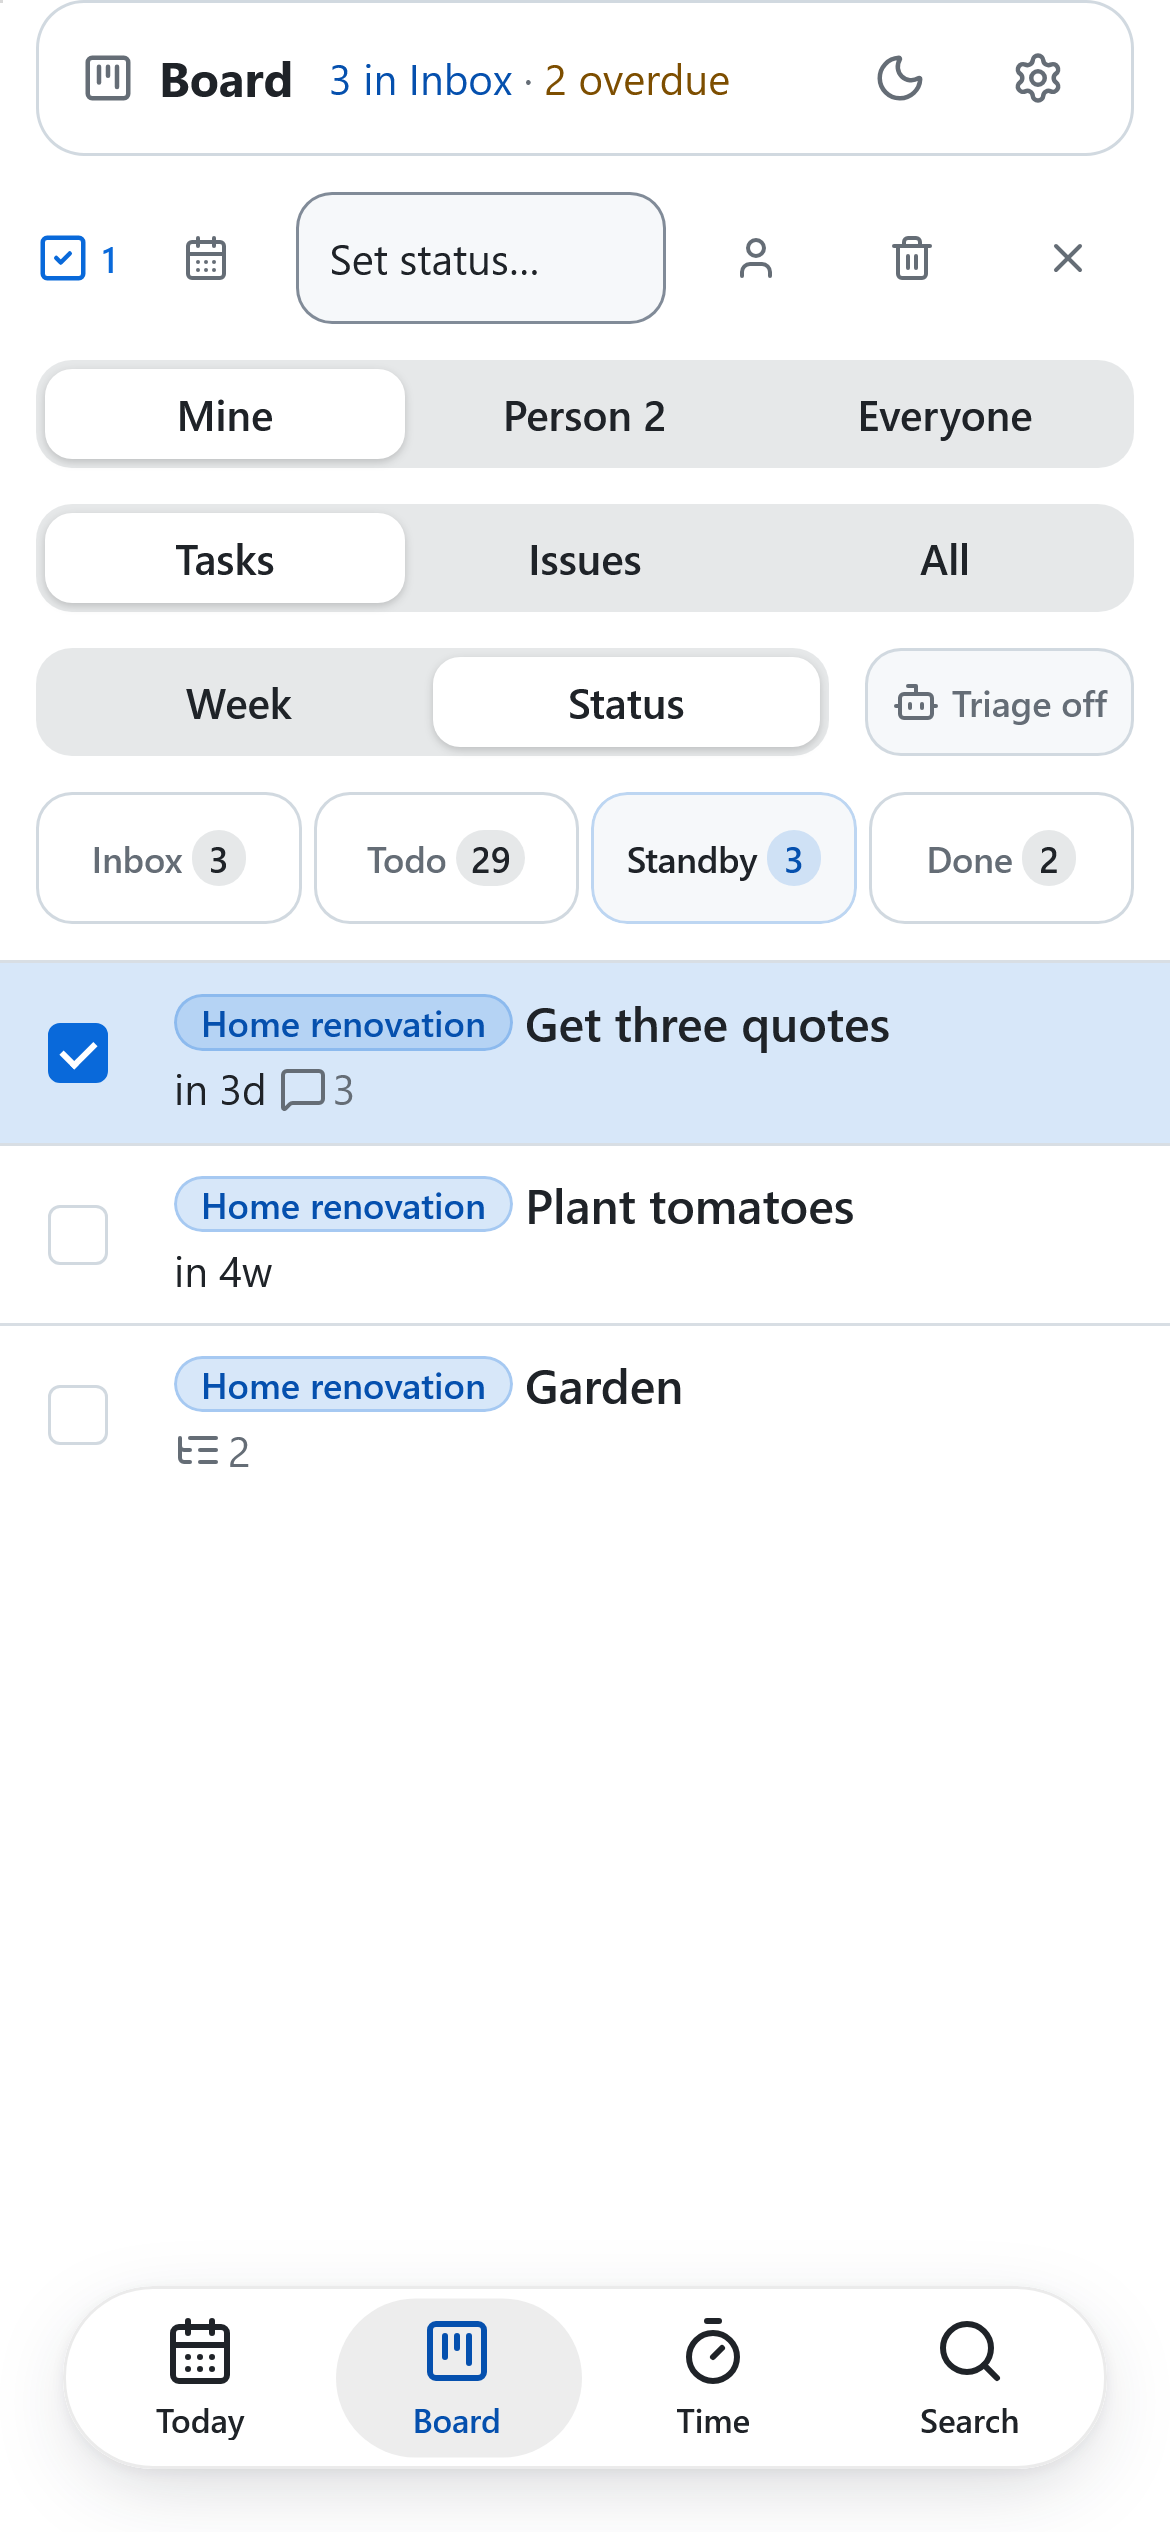 Board 3 in Inbox · 2 overdue
1 Set status...
Mine Person 2 Everyone
Tasks Issues All
Week Status Triage off
Inbox 3 Todo 29 Standby 3 Done 2
Home renovation Get three quotes
in 3d 3
Home renovation Plant tomatoes
in 4w
Home renovation Garden
2
Today Board Time Search